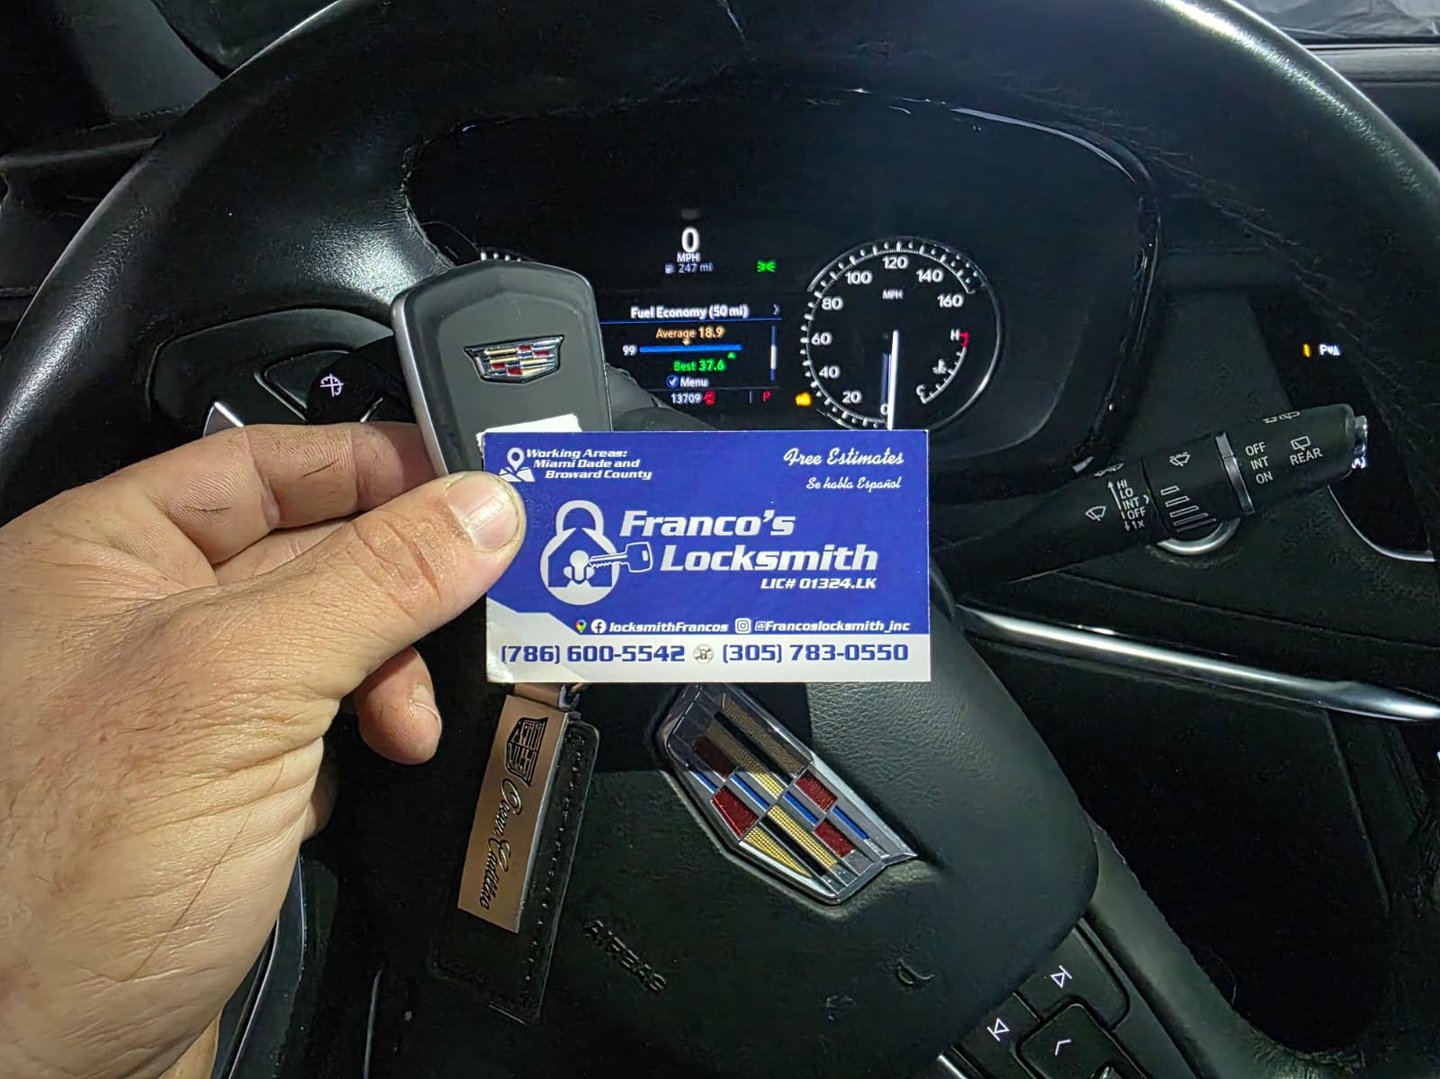 0
MPH
247 mi
Fuel Economy (50 mi)
Average 18.9
99
Best 37.6
Menu
13709
P
0
20
40
60
80
100
120
140
160
MPH
H
C
OFF
INT
ON
REAR
HI
LO
INT
OFF
1x
Working Areas:
Miami Dade and
Broward County
Free Estimates
Se habla Español
Franco's
Locksmith
LIC# 01324.LK
locksmithFrancos @Francoslocksmith_inc
(786) 600-5542 (305) 783-0550
AIRBAG